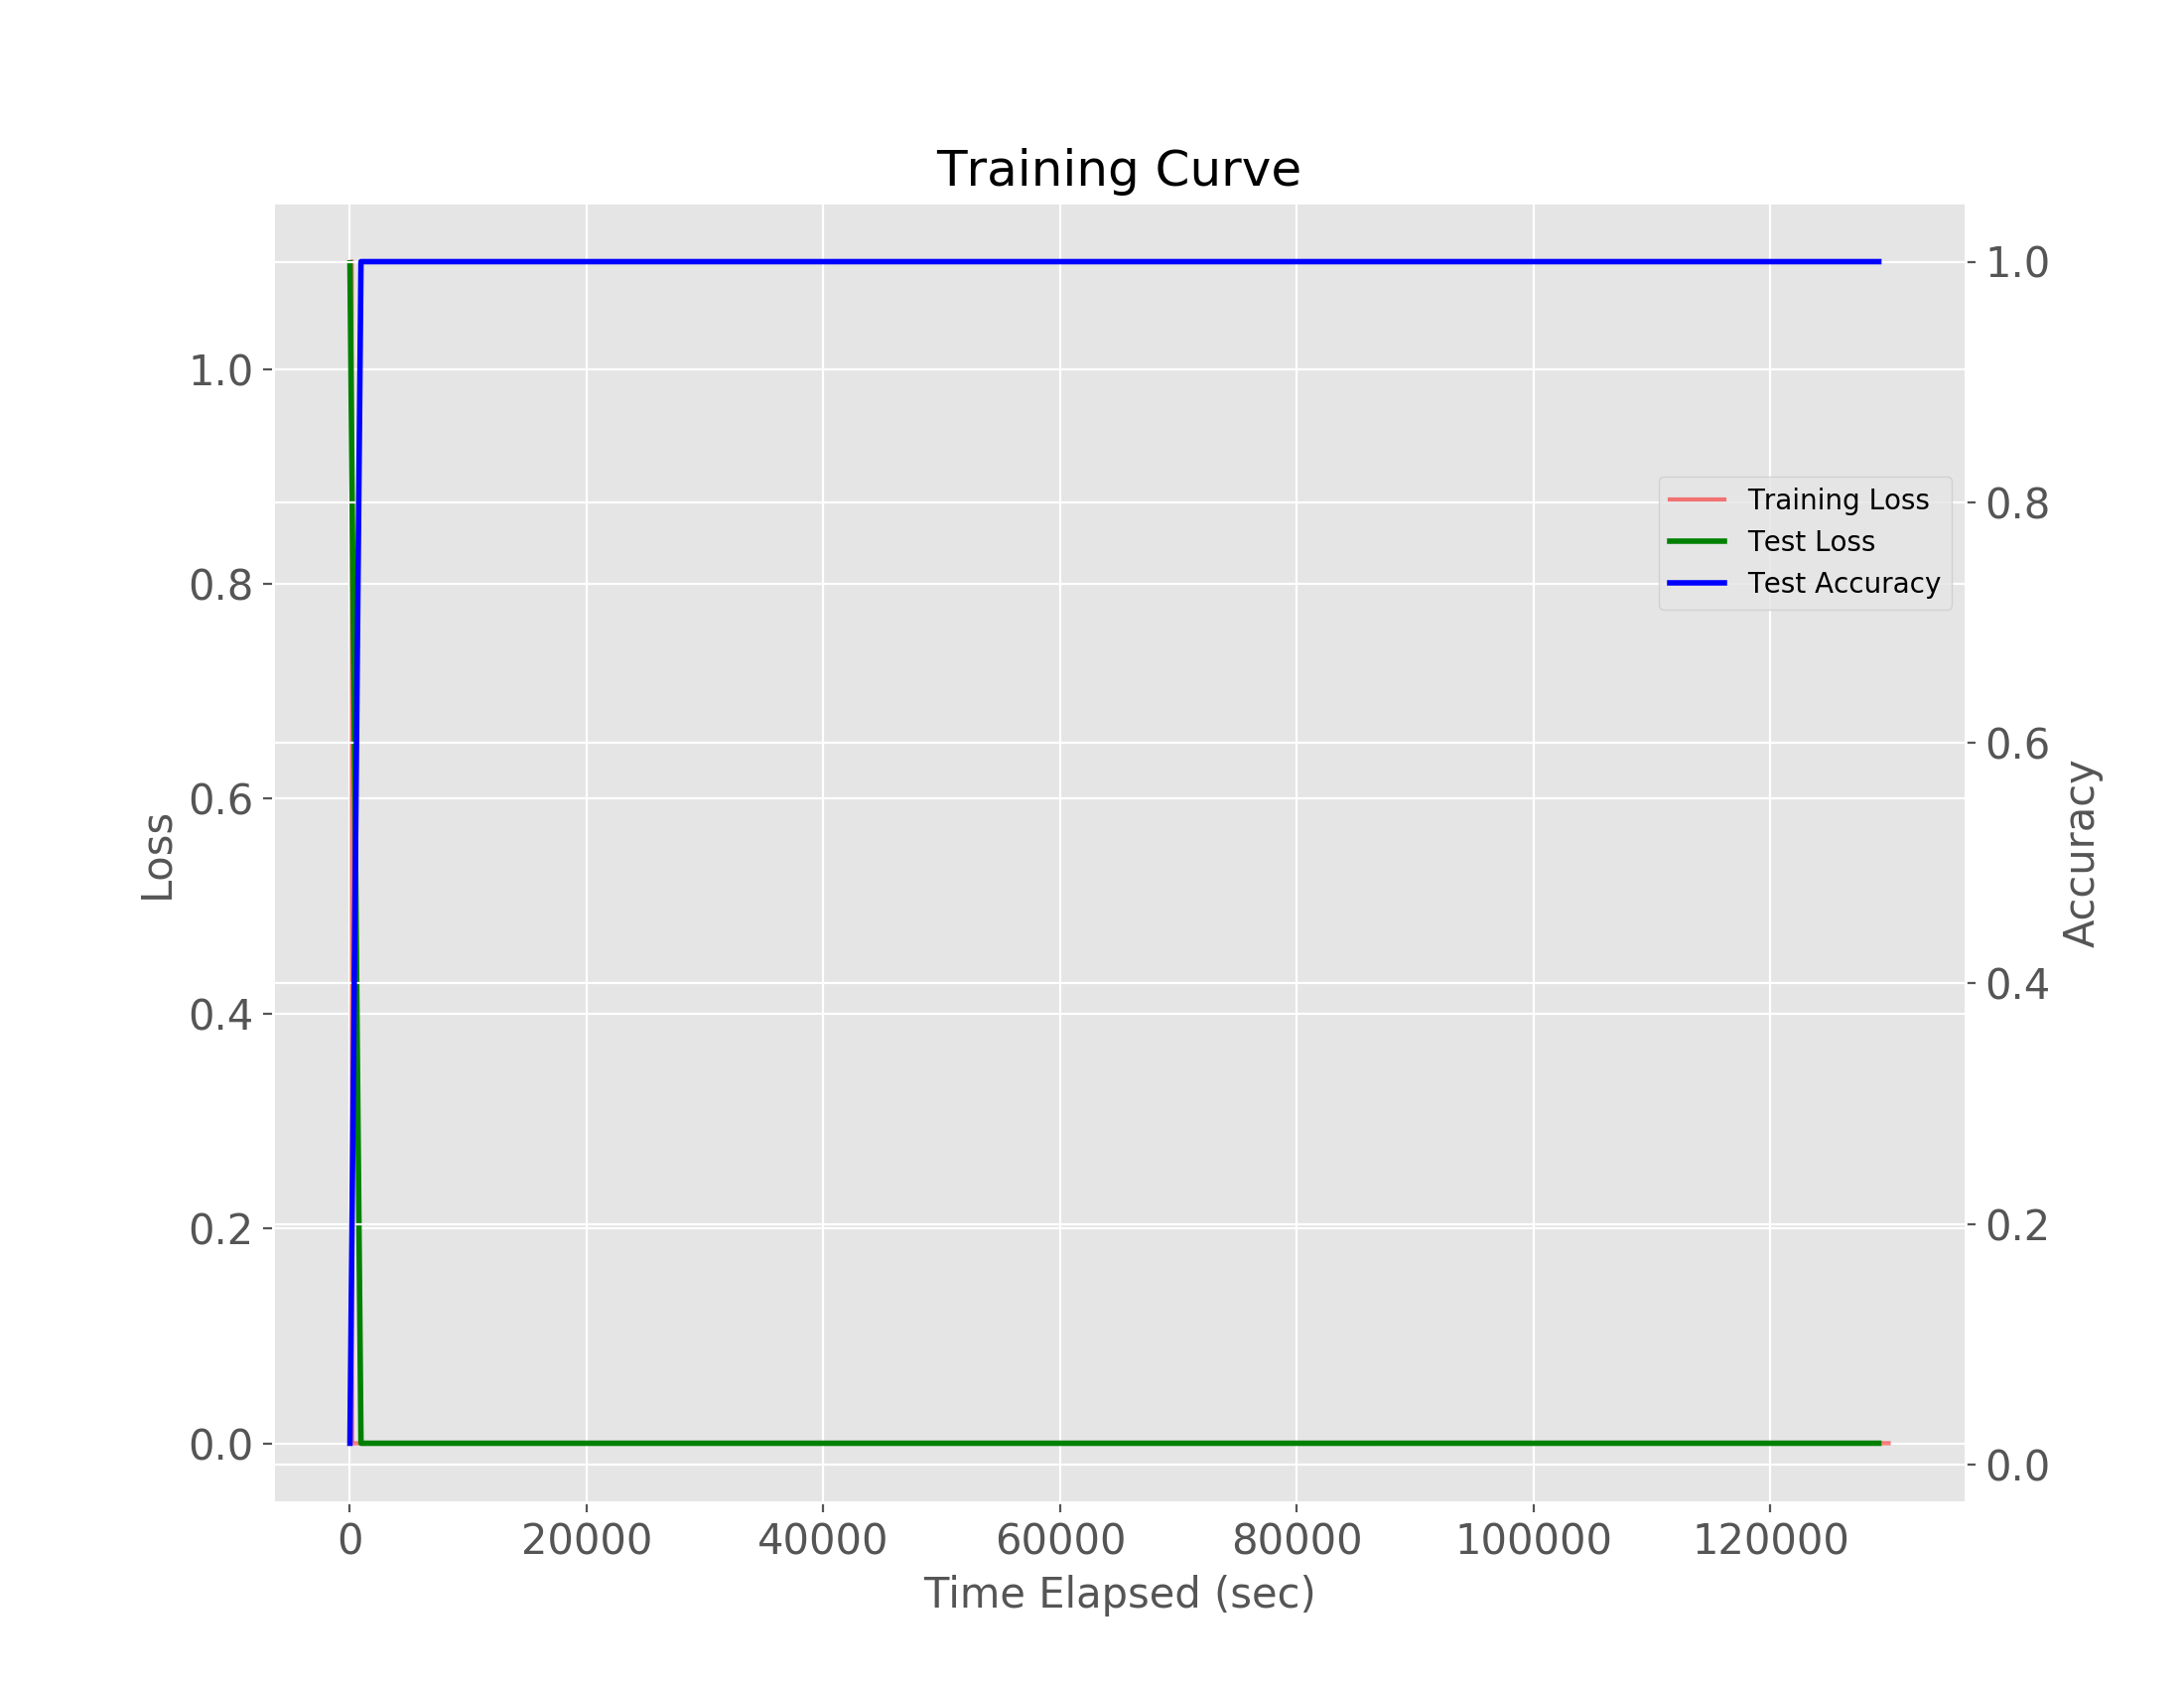 Training Curve
1.0
0.8
0.6
0.4
0.2
0.0
Loss
1.0
0.8
0.6
0.4
0.2
0.0
Accuracy
Training Loss
Test Loss
Test Accuracy
0 20000 40000 60000 80000 100000 120000
Time Elapsed (sec)